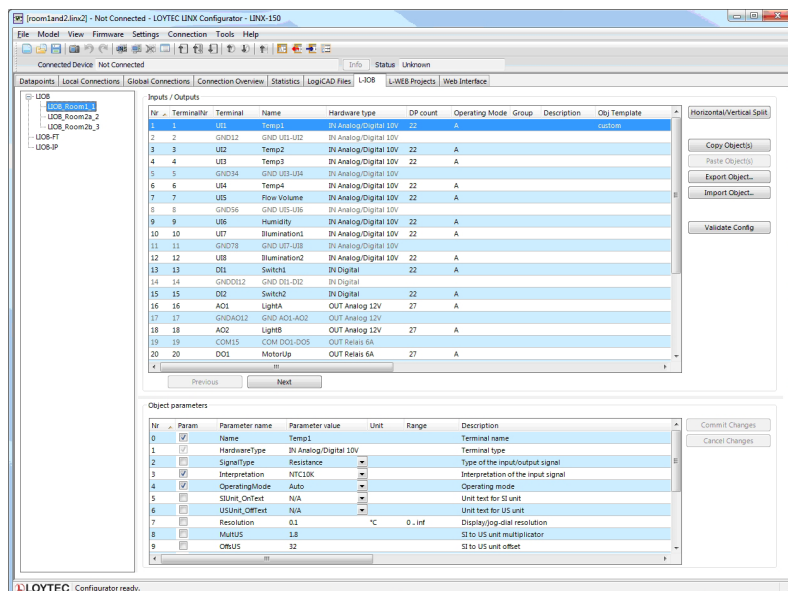 [room1and2.linx2] - Not Connected - LOYTEC LINX Configurator - LINX-150
File Model View Firmware Settings Connection Tools Help
Connected Device Not Connected Info Status Unknown
Datapoints Local Connections Global Connections Connection Overview Statistics LogiCAD Files L-IOB L-WEB Projects Web Interface
LIOB
LIOB_Room1_1
LIOB_Room2a_2
LIOB_Room2b_3
LIOB-FT
LIOB-IP
Inputs / Outputs
Nr TerminalNr Terminal Name Hardware type DP count Operating Mode Group Description Obj Template
1 1 UI1 Temp1 IN Analog/Digital 10V 22 A custom
2 2 GND12 GND UI1-UI2 IN Analog/Digital 10V
3 3 UI2 Temp2 IN Analog/Digital 10V 22 A
4 4 UI3 Temp3 IN Analog/Digital 10V 22 A
5 5 GND34 GND UI3-UI4 IN Analog/Digital 10V
6 6 UI4 Temp4 IN Analog/Digital 10V 22 A
7 7 UI5 Flow Volume IN Analog/Digital 10V 22 A
8 8 GND56 GND UI5-UI6 IN Analog/Digital 10V
9 9 UI6 Humidity IN Analog/Digital 10V 22 A
10 10 UI7 Illumination1 IN Analog/Digital 10V 22 A
11 11 GND78 GND UI7-UI8 IN Analog/Digital 10V
12 12 UI8 Illumination2 IN Analog/Digital 10V 22 A
13 13 DI1 Switch1 IN Digital 22 A
14 14 GNDDI12 GND DI1-DI2 IN Digital
15 15 DI2 Switch2 IN Digital 22 A
16 16 AO1 LightA OUT Analog 12V 27 A
17 17 GNDAO12 GND AO1-AO2 OUT Analog 12V
18 18 AO2 LightB OUT Analog 12V 27 A
19 19 COM15 COM DO1-DO5 OUT Relais 6A
20 20 DO1 MotorUp OUT Relais 6A 27 A
Previous Next
Horizontal/Vertical Split
Copy Object(s)
Paste Object(s)
Export Object...
Import Object...
Validate Config
Object parameters
Nr Param Parameter name Parameter value Unit Range Description
0 Name Temp1 Terminal name
1 HardwareType IN Analog/Digital 10V Terminal type
2 SignalType Resistance Type of the input/output signal
3 Interpretation NTC10K Interpretation of the input signal
4 OperatingMode Auto Operating mode
5 SIUnit_OnText N/A Unit text for SI unit
6 USUnit_OffText N/A Unit text for US unit
7 Resolution 0.1 °C 0 .. inf Display/jog-dial resolution
8 MultUS 1.8 SI to US unit multiplicator
9 OffsUS 32 SI to US unit offset
Commit Changes
Cancel Changes
LOYTEC Configurator ready.